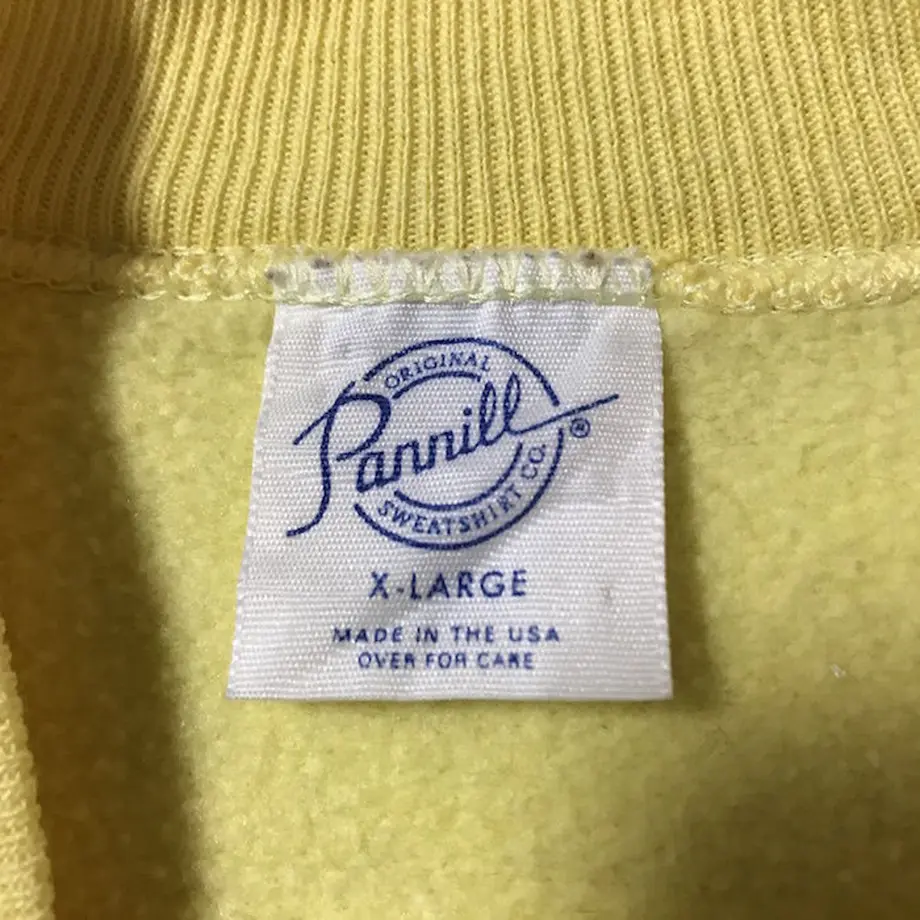 ORIGINAL
Pannill ®
SWEATSHIRT CO.
X-LARGE
MADE IN THE USA
OVER FOR CARE